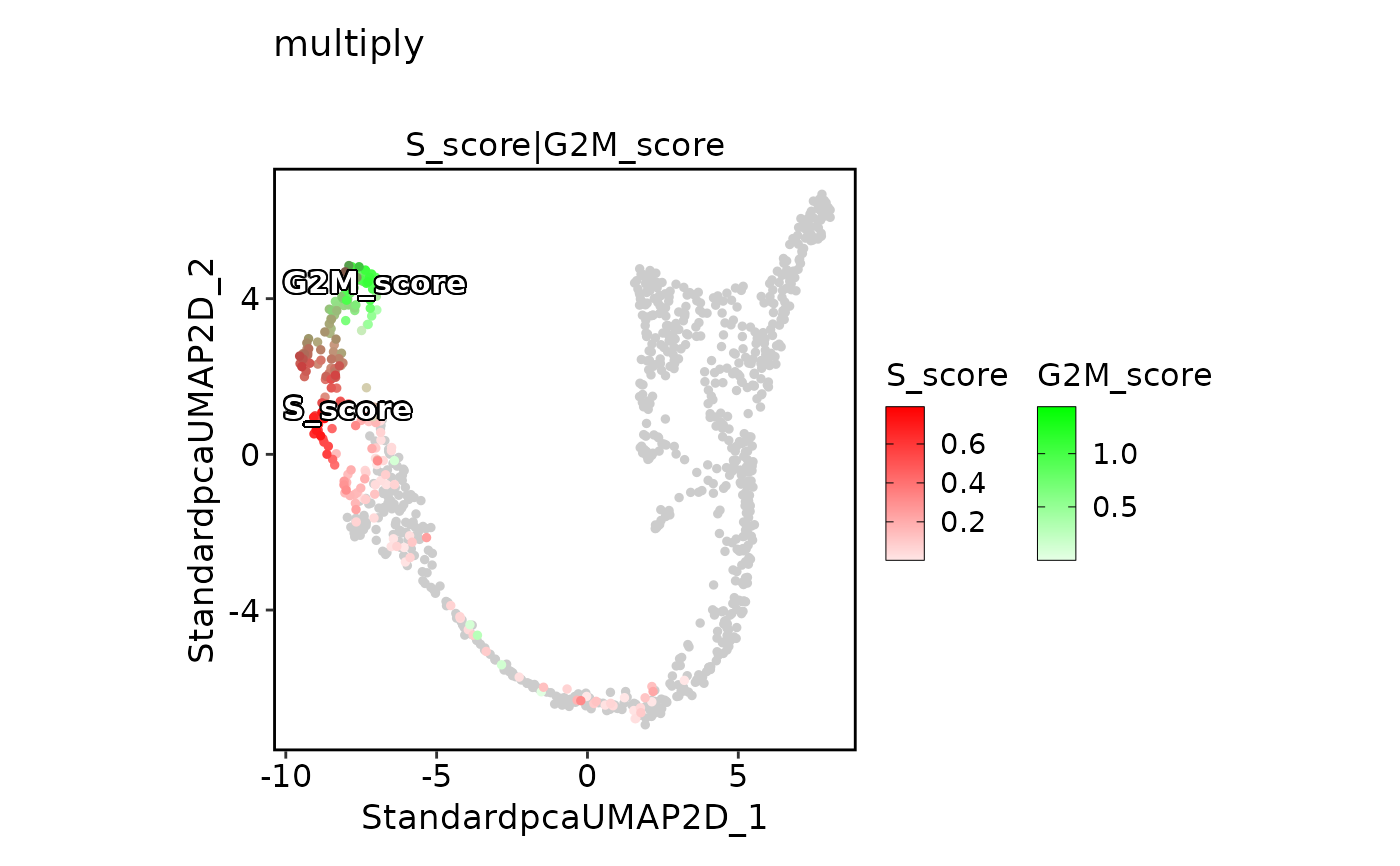 multiply
S_score|G2M_score
G2M_score
S_score
StandardpcaUMAP2D_2
4
0
-4
-10
-5
0
5
StandardpcaUMAP2D_1
S_score
0.6
0.4
0.2
G2M_score
1.0
0.5